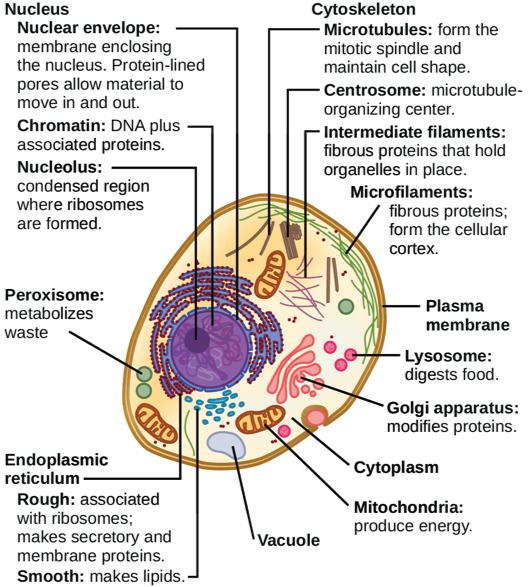 Nucleus
Nuclear envelope:
membrane enclosing
the nucleus. Protein-lined
pores allow material to
move in and out.
Chromatin: DNA plus
associated proteins.
Nucleolus:
condensed region
where ribosomes
are formed.
Peroxisome:
metabolizes
waste
Endoplasmic
reticulum
Rough: associated
with ribosomes;
makes secretory and
membrane proteins.
Smooth: makes lipids.
Cytoskeleton
Microtubules: form the
mitotic spindle and
maintain cell shape.
Centrosome: microtubule-
organizing center.
Intermediate filaments:
fibrous proteins that hold
organelles in place.
Microfilaments:
fibrous proteins;
form the cellular
cortex.
Plasma
membrane
Lysosome:
digests food.
Golgi apparatus:
modifies proteins.
Cytoplasm
Mitochondria:
produce energy.
Vacuole